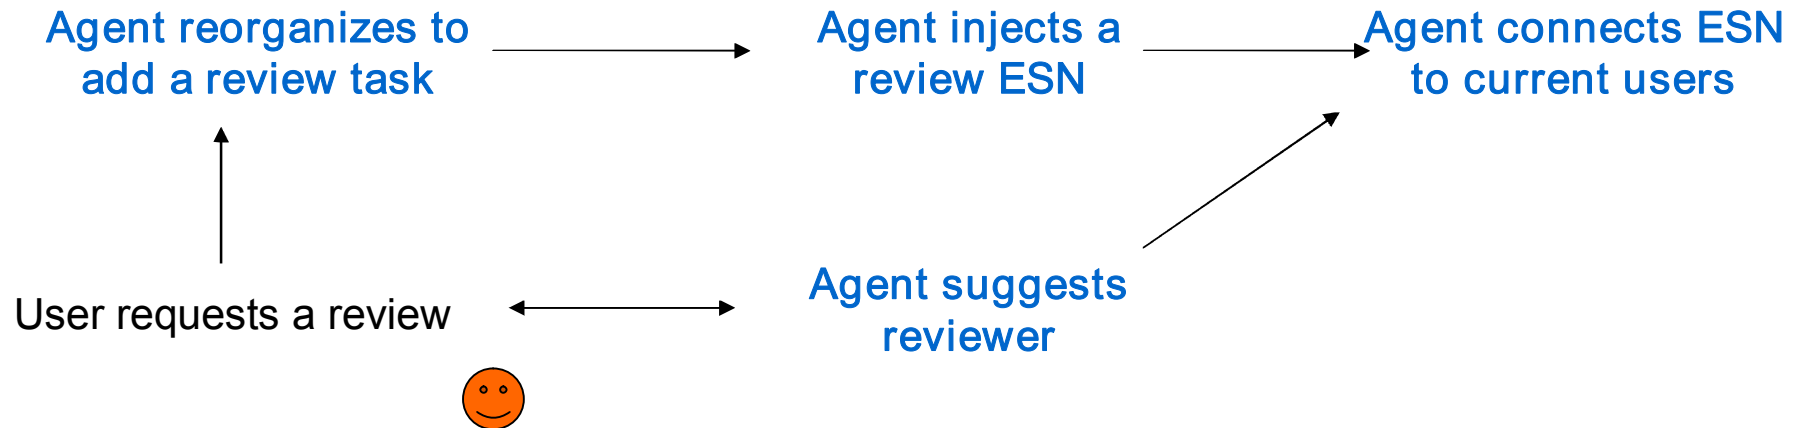 Agent reorganizes to
add a review task
Agent injects a
review ESN
Agent connects ESN
to current users
User requests a review
Agent suggests
reviewer